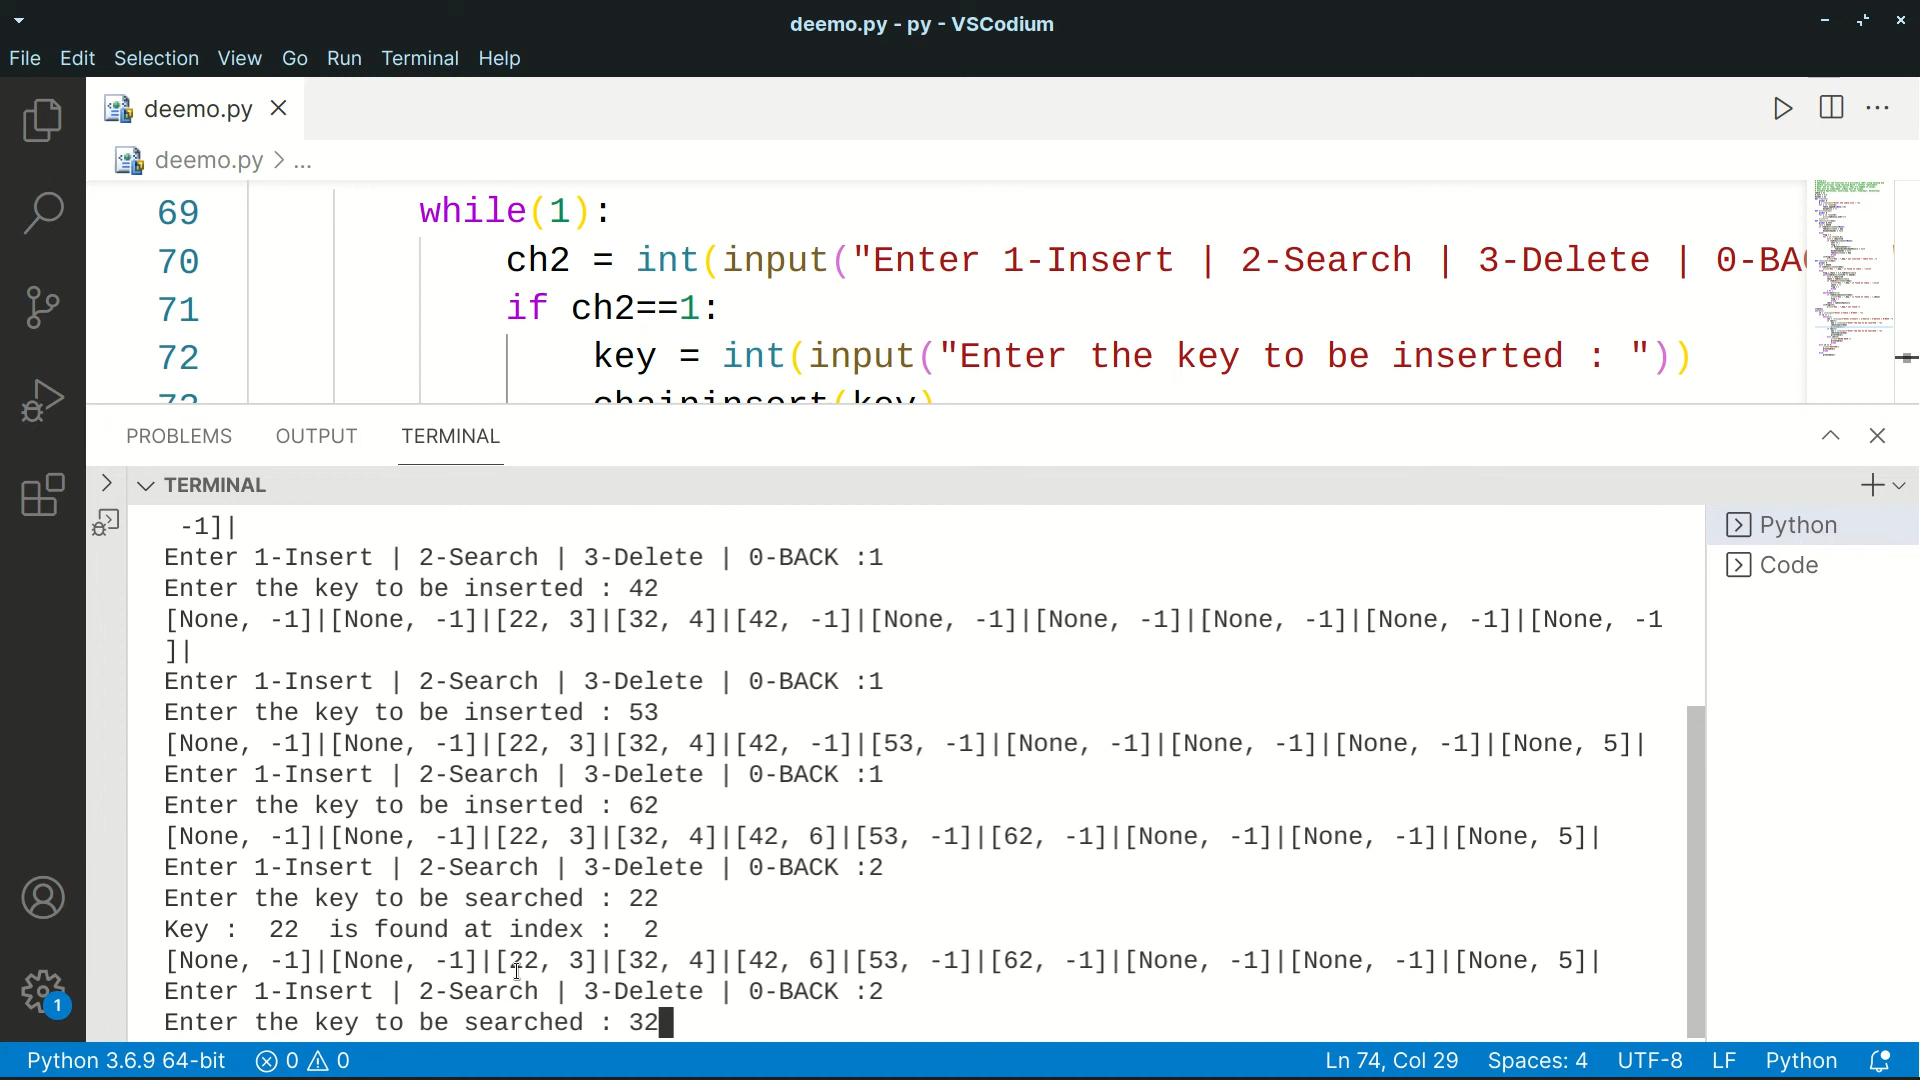 deemo.py - py - VSCodium
File Edit Selection View Go Run Terminal Help
deemo.py
deemo.py > ...
69 while(1):
70 ch2 = int(input("Enter 1-Insert | 2-Search | 3-Delete | 0-BA
71 if ch2==1:
72 key = int(input("Enter the key to be inserted : "))
73 chaininsert(key)
PROBLEMS OUTPUT TERMINAL
TERMINAL
-1]|
Enter 1-Insert | 2-Search | 3-Delete | 0-BACK :1
Enter the key to be inserted : 42
[None, -1]|[None, -1]|[22, 3]|[32, 4]|[42, -1]|[None, -1]|[None, -1]|[None, -1]|[None, -1]|[None, -1
]|
Enter 1-Insert | 2-Search | 3-Delete | 0-BACK :1
Enter the key to be inserted : 53
[None, -1]|[None, -1]|[22, 3]|[32, 4]|[42, -1]|[53, -1]|[None, -1]|[None, -1]|[None, -1]|[None, 5]|
Enter 1-Insert | 2-Search | 3-Delete | 0-BACK :1
Enter the key to be inserted : 62
[None, -1]|[None, -1]|[22, 3]|[32, 4]|[42, 6]|[53, -1]|[62, -1]|[None, -1]|[None, -1]|[None, 5]|
Enter 1-Insert | 2-Search | 3-Delete | 0-BACK :2
Enter the key to be searched : 22
Key :  22  is found at index :  2
[None, -1]|[None, -1]|[22, 3]|[32, 4]|[42, 6]|[53, -1]|[62, -1]|[None, -1]|[None, -1]|[None, 5]|
Enter 1-Insert | 2-Search | 3-Delete | 0-BACK :2
Enter the key to be searched : 32
Python
Code
1
Python 3.6.9 64-bit 0 0 Ln 74, Col 29 Spaces: 4 UTF-8 LF Python